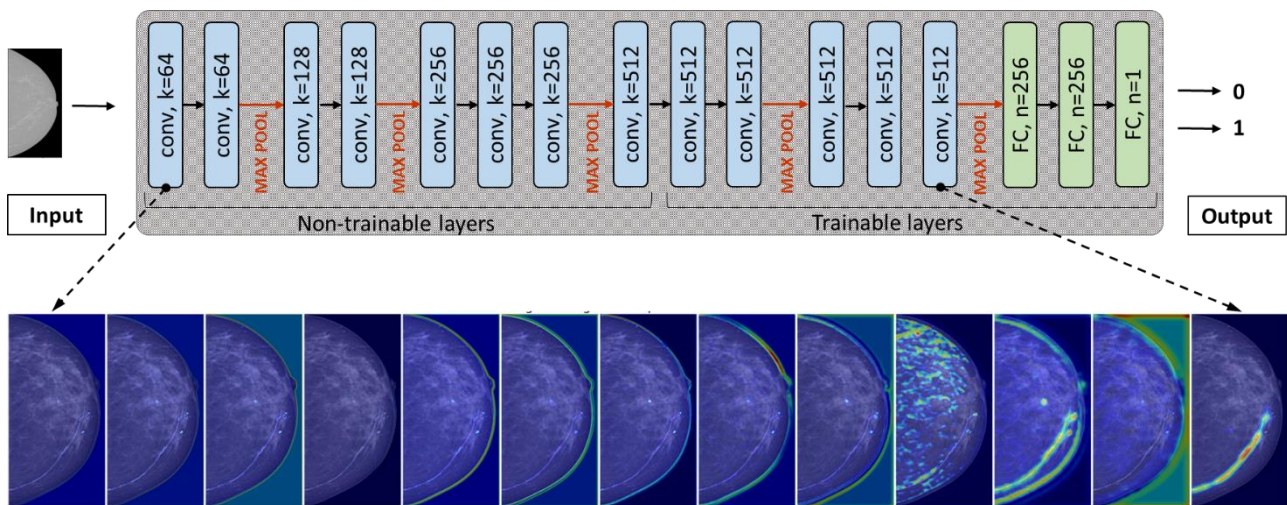 conv, k=64
conv, k=64
MAX POOL
conv, k=128
conv, k=128
MAX POOL
conv, k=256
conv, k=256
conv, k=256
MAX POOL
conv, k=512
conv, k=512
conv, k=512
MAX POOL
conv, k=512
conv, k=512
conv, k=512
MAX POOL
FC, n=256
FC, n=256
FC, n=1
0
1
Input
Non-trainable layers
Trainable layers
Output